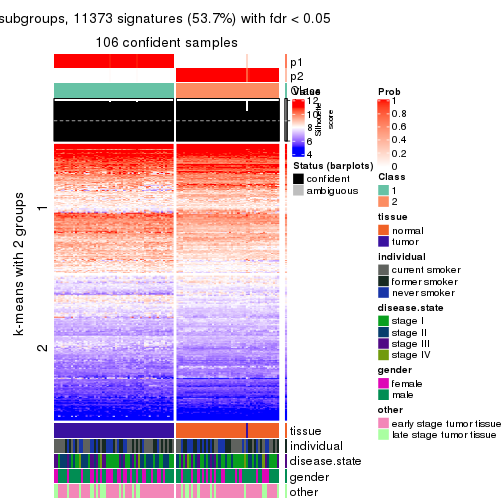 subgroups, 11373 signatures (53.7%) with fdr < 0.05
106 confident samples
p1
p2
Class
Silhouette score
k-means with 2 groups
1
2
tissue
individual
disease.state
gender
other
Value
12
10
8
6
4
Status (barplots)
confident
ambiguous
Prob
1
0.8
0.6
0.4
0.2
0
Class
1
2
tissue
normal
tumor
individual
current smoker
former smoker
never smoker
disease.state
stage I
stage II
stage III
stage IV
gender
female
male
other
early stage tumor tissue
late stage tumor tissue